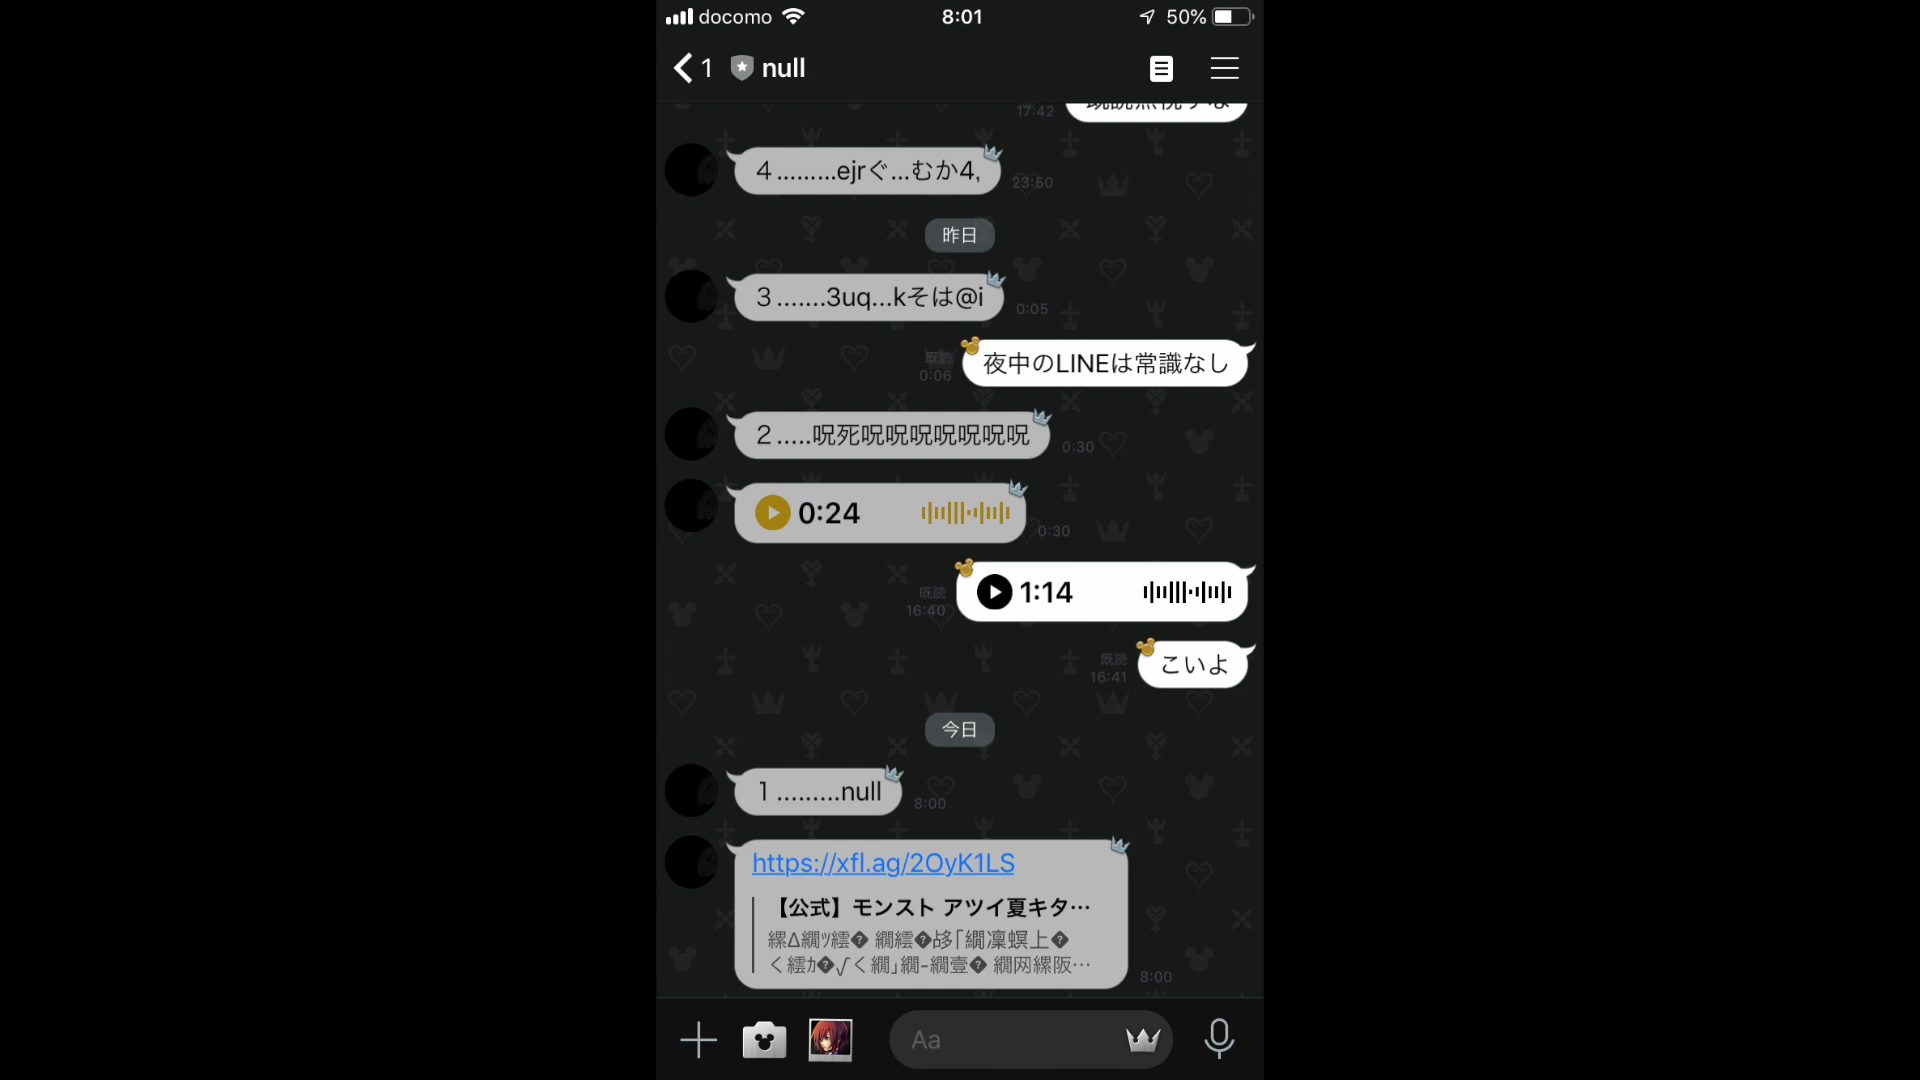 docomo 8:01 50%
1 null
17:42
４.........ejrぐ...むか4,
23:50
昨日
３.......3uq...kそは@i
0:05
既読
0:06
夜中のLINEは常識なし
２.....呪死呪呪呪呪呪呪呪
0:30
0:24
0:30
既読
16:40
1:14
既読
16:41
こいよ
今日
１.........null
8:00
https://xfl.ag/2OyK1LS
【公式】モンスト アツイ夏キタ…
8:00
Aa